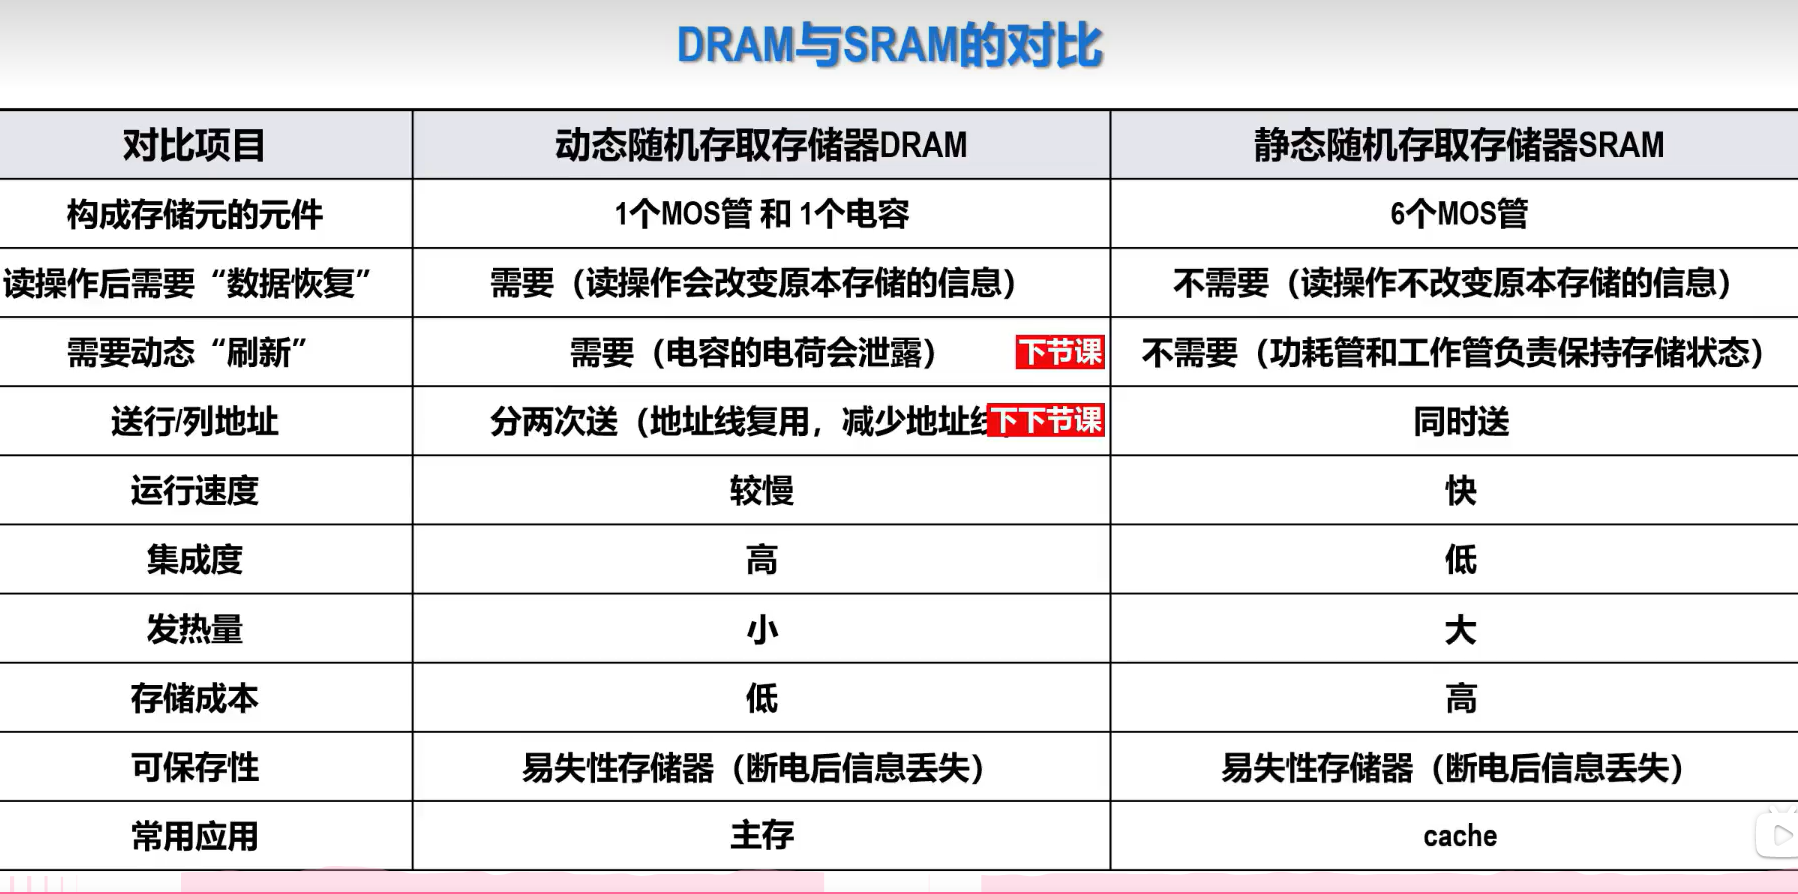 DRAM与SRAM的对比
对比项目 动态随机存取存储器DRAM 静态随机存取存储器SRAM
构成存储元的元件 1个MOS管 和 1个电容 6个MOS管
读操作后需要“数据恢复” 需要（读操作会改变原本存储的信息） 不需要（读操作不改变原本存储的信息）
需要动态“刷新” 需要（电容的电荷会泄露） 下节课 不需要（功耗管和工作管负责保持存储状态）
送行/列地址 分两次送（地址线复用，减少地址线 下下节课 同时送
运行速度 较慢 快
集成度 高 低
发热量 小 大
存储成本 低 高
可保存性 易失性存储器（断电后信息丢失） 易失性存储器（断电后信息丢失）
常用应用 主存 cache